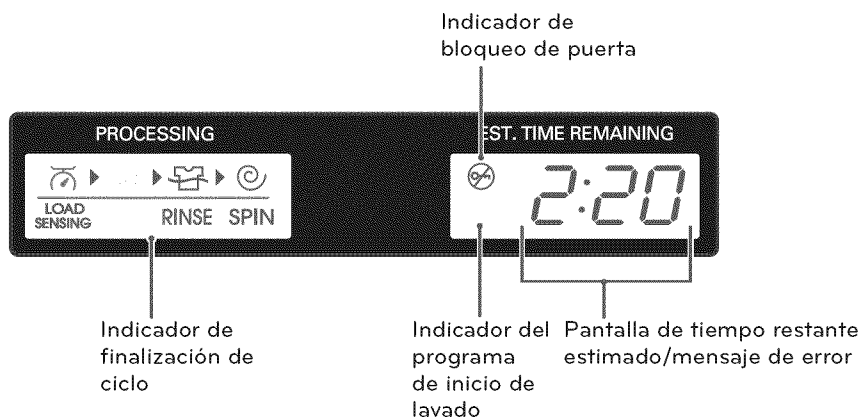 Indicador de
bloqueo de puerta
PROCESSING
EST. TIME REMAINING
LOAD
SENSING
RINSE SPIN
2:20
Indicador de
finalización de
ciclo
Indicador del
programa
de inicio de
lavado
Pantalla de tiempo restante
estimado/mensaje de error